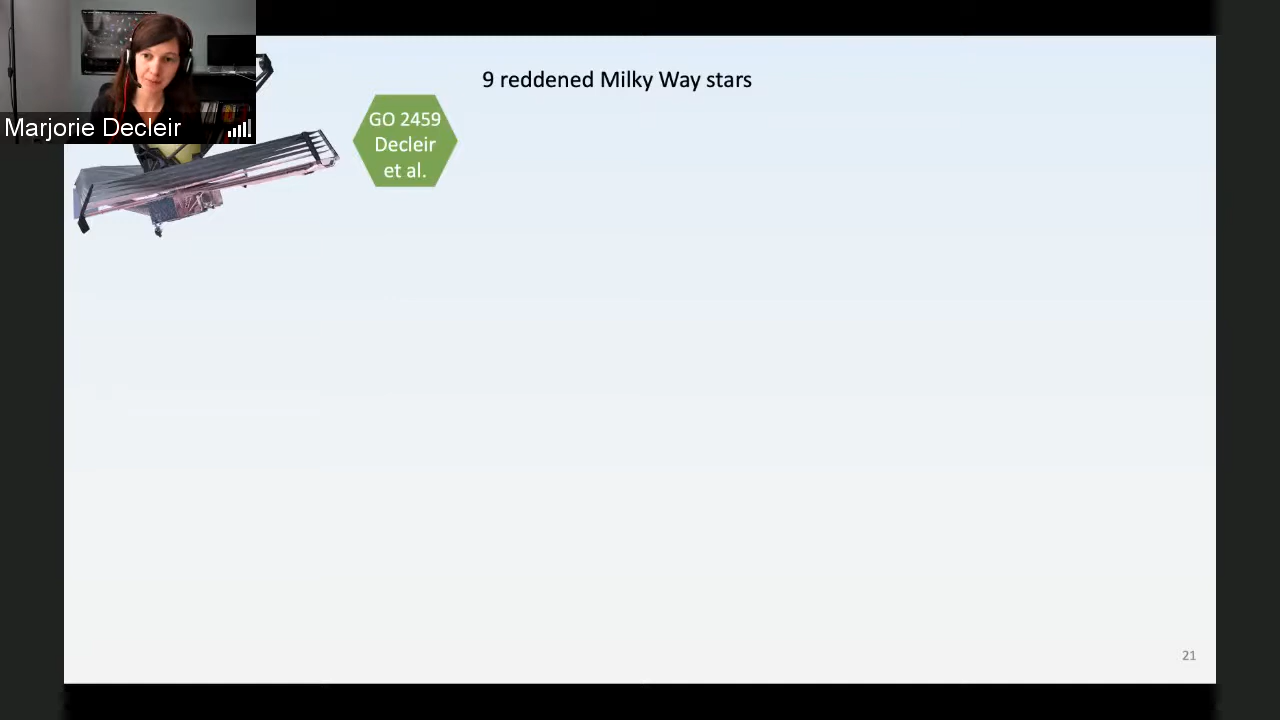 Marjorie Decleir
9 reddened Milky Way stars
GO 2459
Decleir
et al.
21